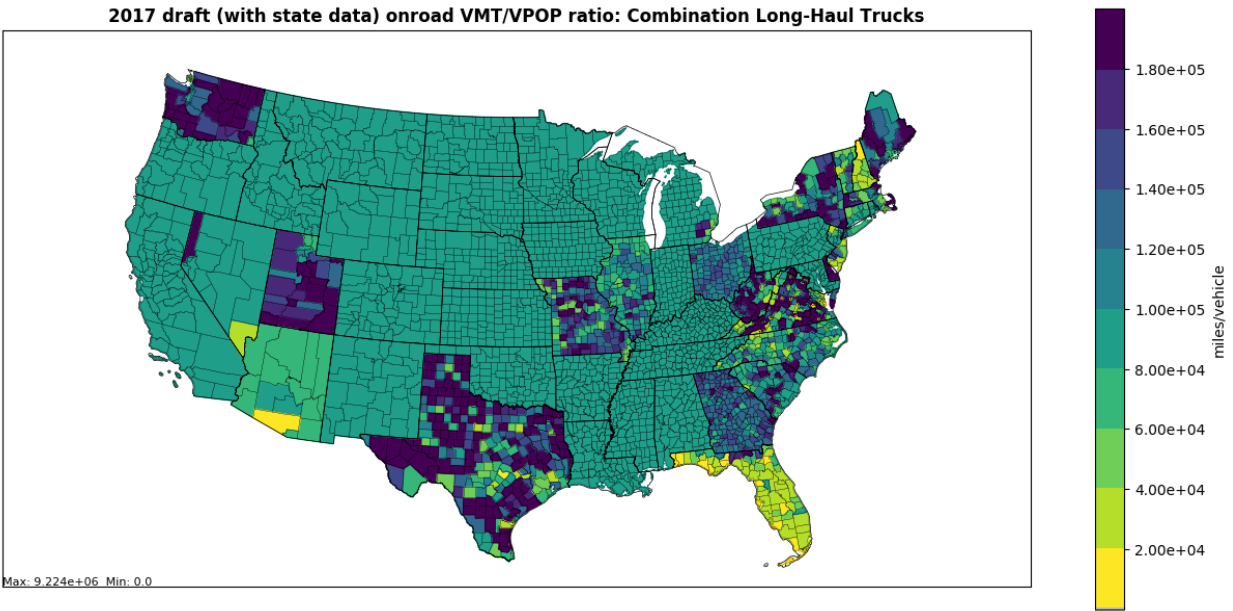 2017 draft (with state data) onroad VMT/VPOP ratio: Combination Long-Haul Trucks
1.80e+05
1.60e+05
1.40e+05
1.20e+05
1.00e+05
8.00e+04
6.00e+04
4.00e+04
2.00e+04
miles/vehicle
Max: 9.224e+06 Min: 0.0